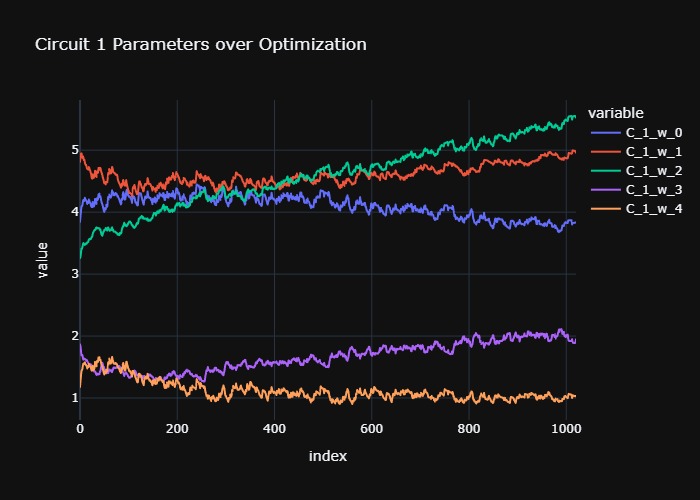 Circuit 1 Parameters over Optimization
variable
C_1_w_0
C_1_w_1
C_1_w_2
C_1_w_3
C_1_w_4
value
5
4
3
2
1
0
200
400
600
800
1000
index